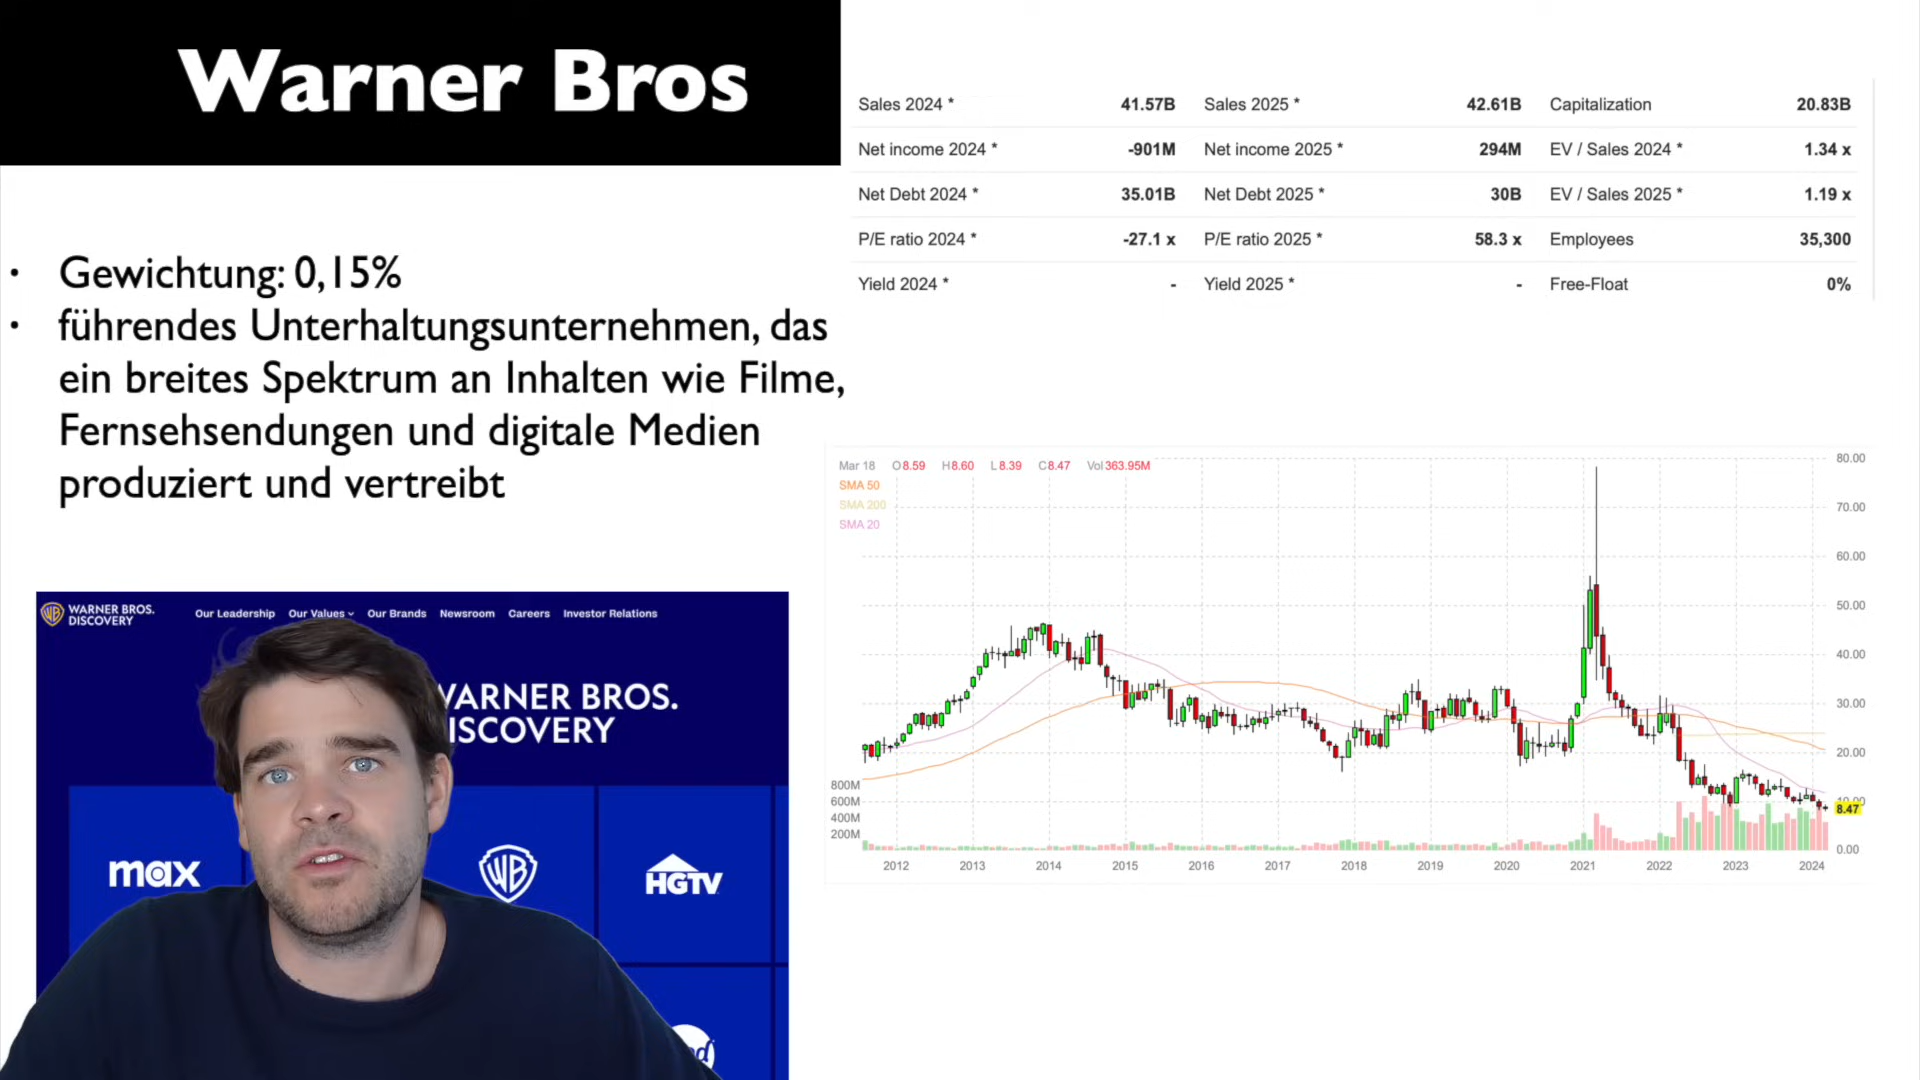 Warner Bros
• Gewichtung: 0,15%
• führendes Unterhaltungsunternehmen, das
ein breites Spektrum an Inhalten wie Filme,
Fernsehsendungen und digitale Medien
produziert und vertreibt
Sales 2024 * 41.57B Sales 2025 * 42.61B Capitalization 20.83B
Net income 2024 * -901M Net income 2025 * 294M EV / Sales 2024 * 1.34 x
Net Debt 2024 * 35.01B Net Debt 2025 * 30B EV / Sales 2025 * 1.19 x
P/E ratio 2024 * -27.1 x P/E ratio 2025 * 58.3 x Employees 35,300
Yield 2024 * - Yield 2025 * - Free-Float 0%
Mar 18 O8.59 H8.60 L8.39 C8.47 Vol363.95M
SMA 50
SMA 200
SMA 20
80.00
70.00
60.00
50.00
40.00
30.00
20.00
10.00
8.47
0.00
800M
600M
400M
200M
2012 2013 2014 2015 2016 2017 2018 2019 2020 2021 2022 2023 2024
WARNER BROS.
DISCOVERY
Our Leadership Our Values Our Brands Newsroom Careers Investor Relations
WARNER BROS.
DISCOVERY
max WB HGTV